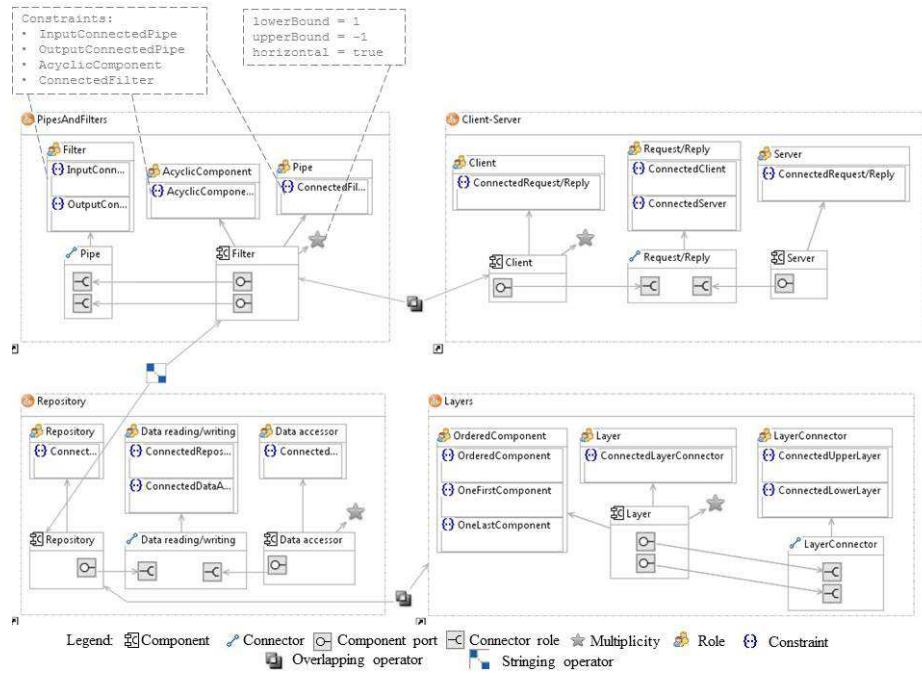 Constraints:
• InputConnectedPipe
• OutputConnectedPipe
• AcyclicComponent
• ConnectedFilter
lowerBound = 1
upperBound = -1
horizontal = true
PipesAndFilters
Filter
InputConn...
OutputCon...
AcyclicComponent
AcyclicCompone...
Pipe
ConnectedFil...
Pipe
Filter
Client-Server
Client
ConnectedRequest/Reply
Request/Reply
ConnectedClient
ConnectedServer
Server
ConnectedRequest/Reply
Client
Request/Reply
Server
Repository
Repository
Connect...
Data reading/writing
ConnectedRepos...
ConnectedDataA...
Data accessor
Connected...
Repository
Data reading/writing
Data accessor
Layers
OrderedComponent
OrderedComponent
OneFirstComponent
OneLastComponent
Layer
ConnectedLayerConnector
LayerConnector
ConnectedUpperLayer
ConnectedLowerLayer
Layer
LayerConnector
Legend: Component Connector Component port Connector role Multiplicity Role Constraint
Overlapping operator Stringing operator